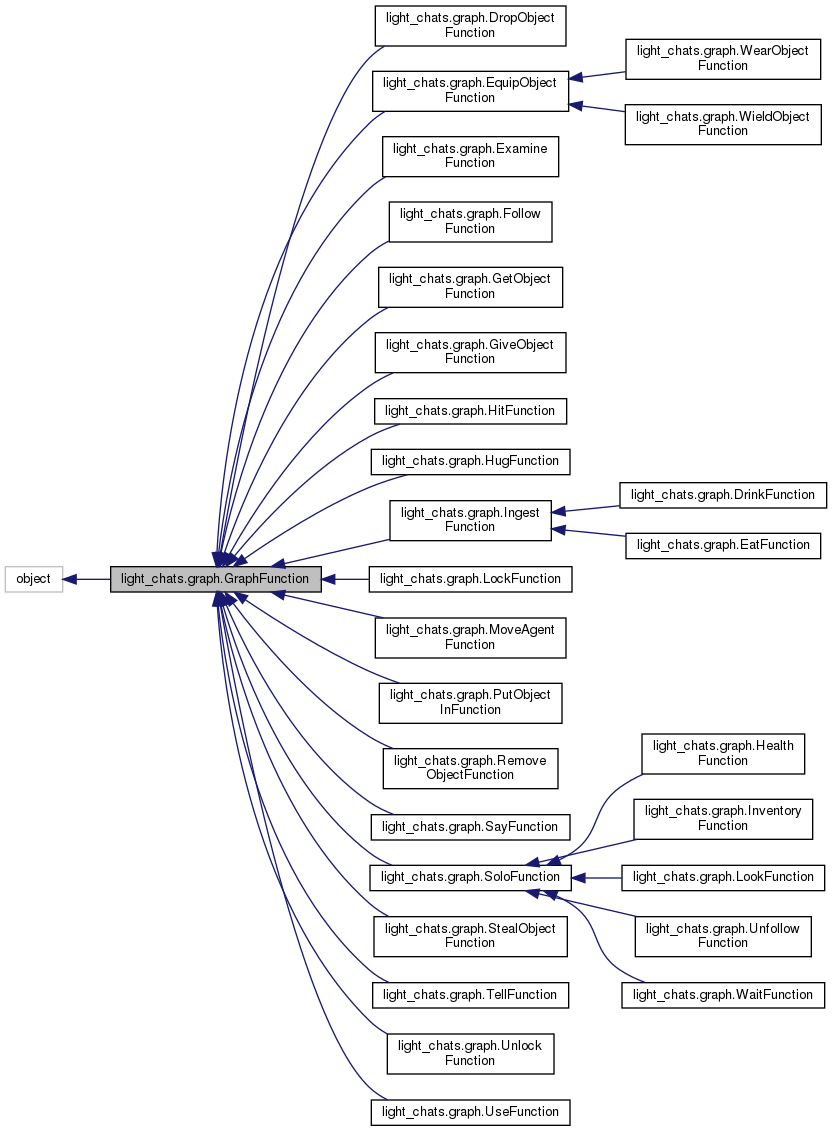 object
light_chats.graph.GraphFunction
light_chats.graph.DropObject
Function
light_chats.graph.EquipObject
Function
light_chats.graph.WearObject
Function
light_chats.graph.WieldObject
Function
light_chats.graph.Examine
Function
light_chats.graph.Follow
Function
light_chats.graph.GetObject
Function
light_chats.graph.GiveObject
Function
light_chats.graph.HitFunction
light_chats.graph.HugFunction
light_chats.graph.Ingest
Function
light_chats.graph.DrinkFunction
light_chats.graph.EatFunction
light_chats.graph.LockFunction
light_chats.graph.MoveAgent
Function
light_chats.graph.PutObject
InFunction
light_chats.graph.Remove
ObjectFunction
light_chats.graph.SayFunction
light_chats.graph.SoloFunction
light_chats.graph.Health
Function
light_chats.graph.Inventory
Function
light_chats.graph.LookFunction
light_chats.graph.Unfollow
Function
light_chats.graph.WaitFunction
light_chats.graph.StealObject
Function
light_chats.graph.TellFunction
light_chats.graph.Unlock
Function
light_chats.graph.UseFunction